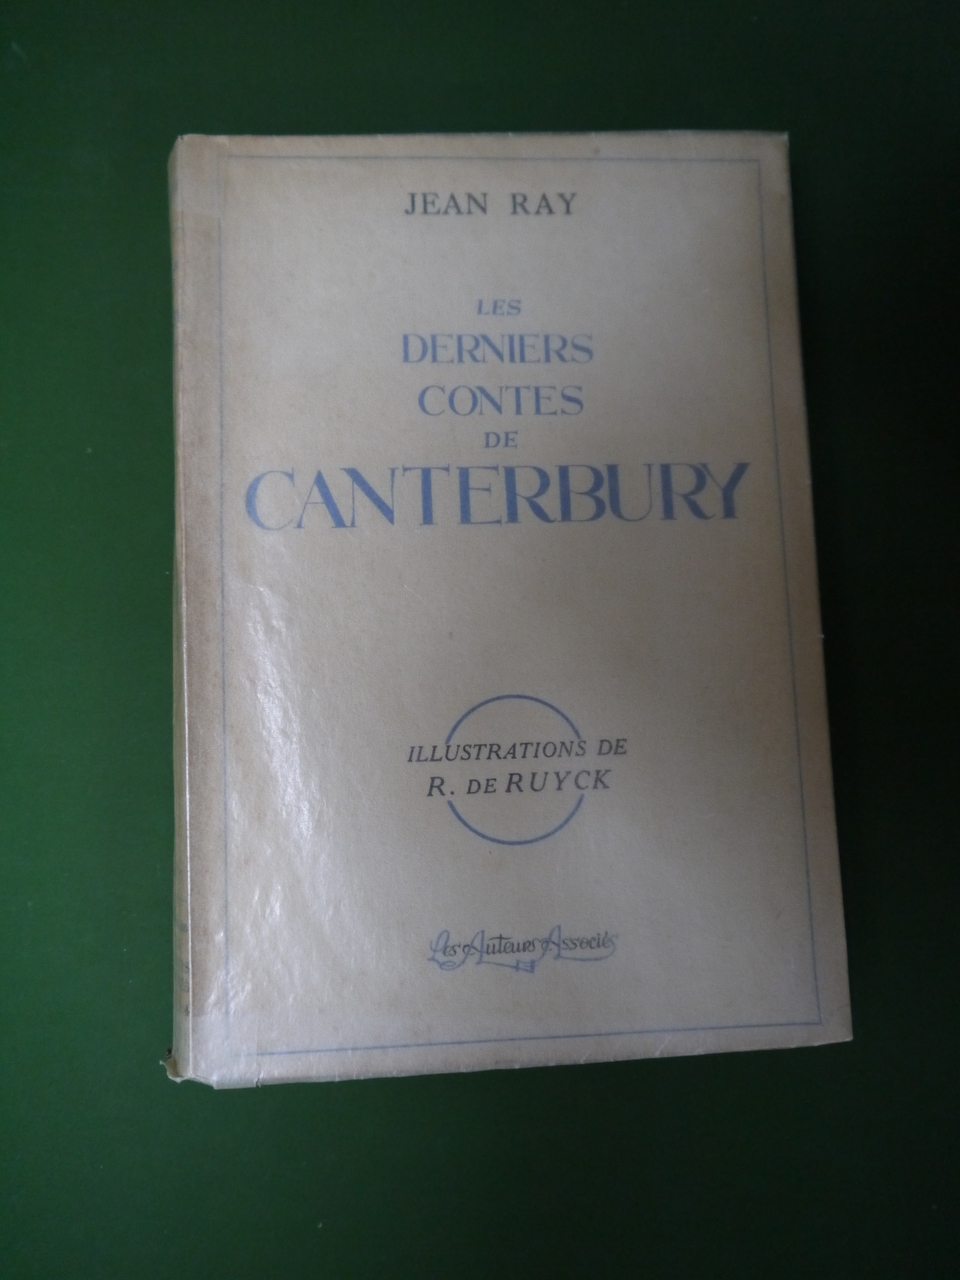 JEAN RAY
LES
DERNIERS
CONTES
DE
CANTERBURY
ILLUSTRATIONS DE
R. DE RUYCK
Les Auteurs Associés